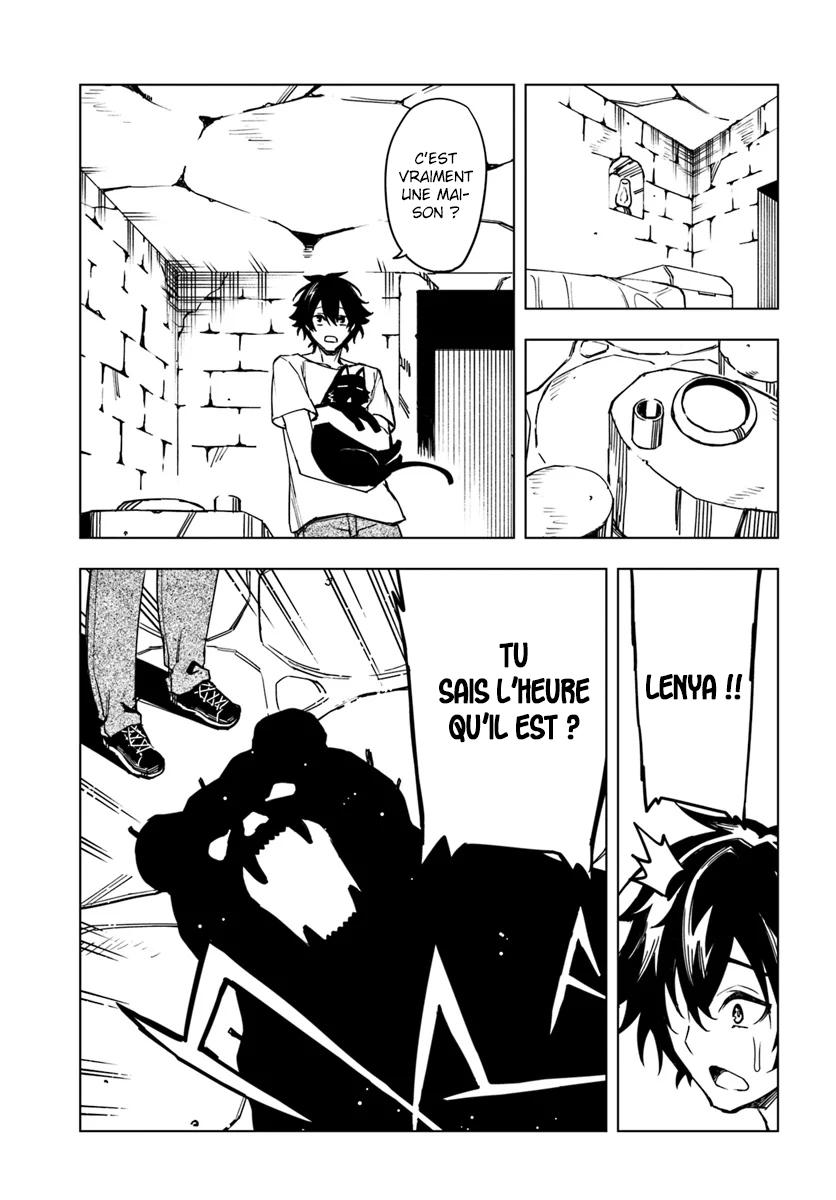 C'EST
VRAIMENT
UNE MAI-
SON ?
LENYA !!
TU
SAIS L'HEURE
QU'IL EST ?